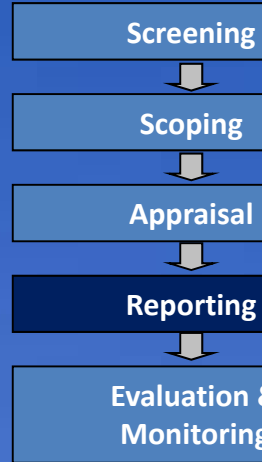 Screening
Scoping
Appraisal
Reporting
Evaluation &
Monitoring